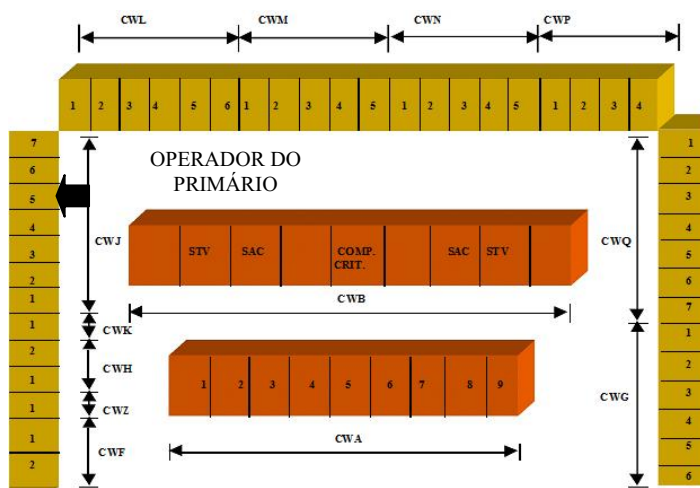 CWL CWM CWN CWP
1 2 3 4 5 6 1 2 3 4 5 1 2 3 4 5 1 2 3 4
7
6
5
4
3
2
1
1
2
1
1
1
2
OPERADOR DO
PRIMÁRIO
CWJ
STV SAC COMP. CRIT. SAC STV
CWB
CWK
CWH
CWZ
CWF
1 2 3 4 5 6 7 8 9
CWA
CWQ
CWG
1
2
3
4
5
6
7
1
2
3
4
5
6